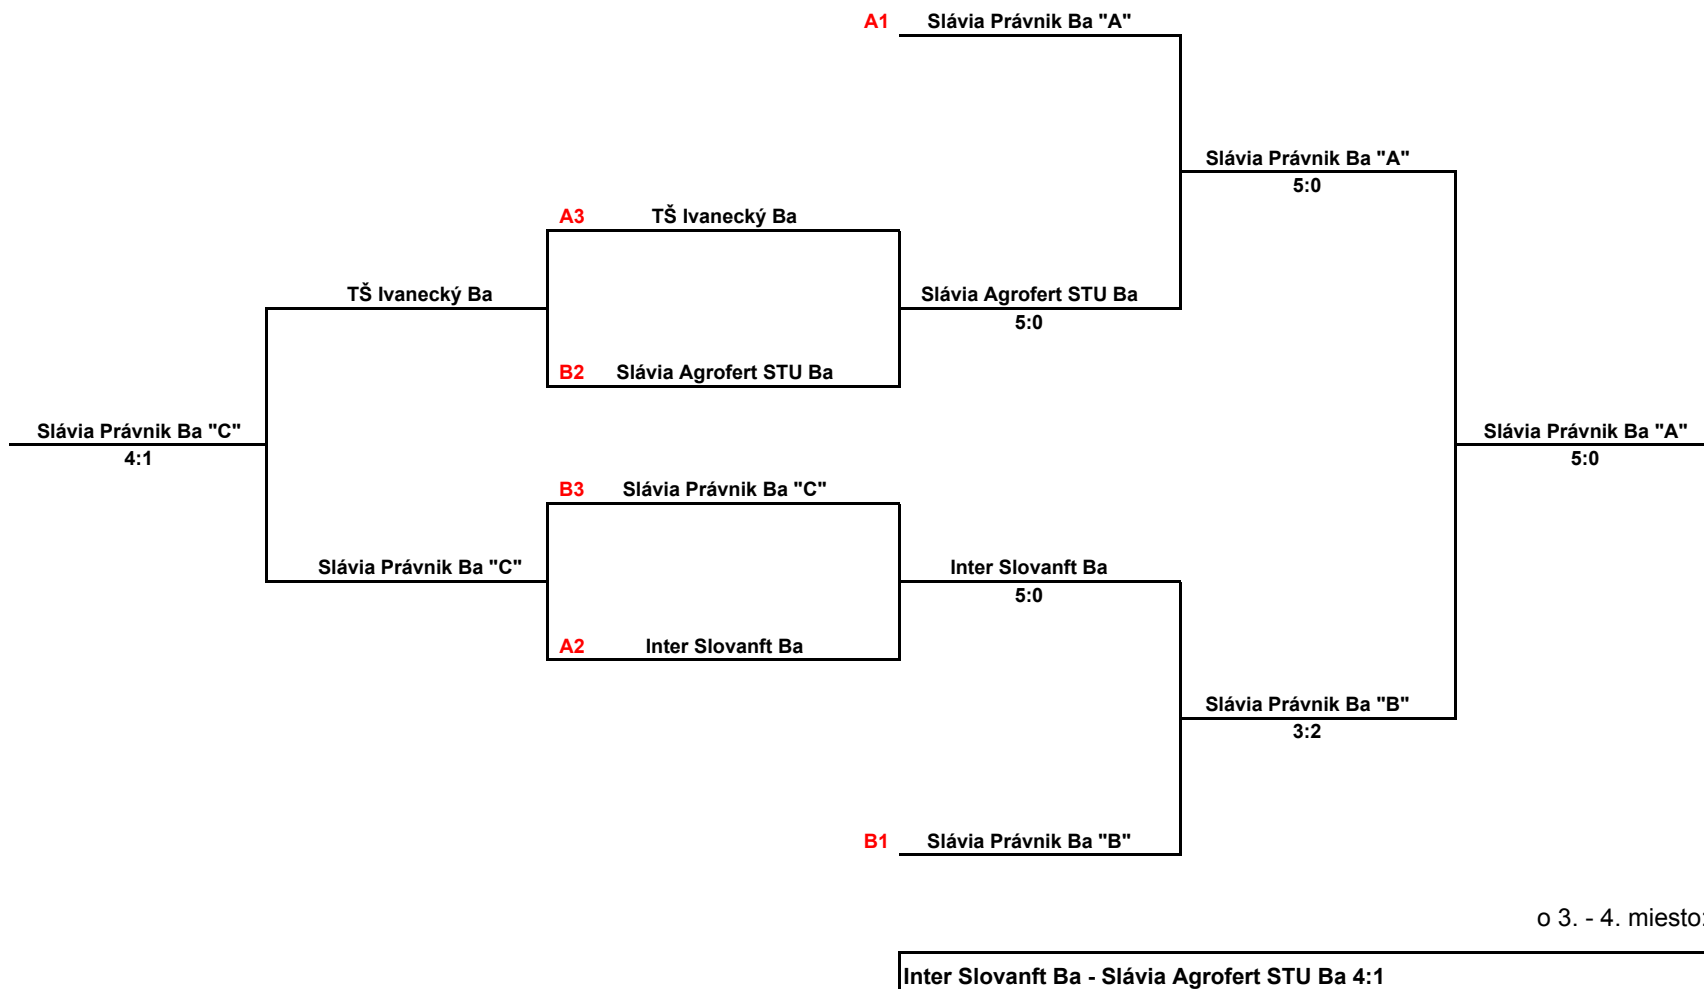 A1 Slávia Právnik Ba "A"
Slávia Právnik Ba "A"
5:0
A3 TŠ Ivanecký Ba
TŠ Ivanecký Ba
Slávia Agrofert STU Ba
5:0
B2 Slávia Agrofert STU Ba
Slávia Právnik Ba "C"
4:1
Slávia Právnik Ba "A"
5:0
B3 Slávia Právnik Ba "C"
Slávia Právnik Ba "C"
Inter Slovanft Ba
5:0
A2 Inter Slovanft Ba
Slávia Právnik Ba "B"
3:2
B1 Slávia Právnik Ba "B"
o 3. - 4. miesto:
Inter Slovanft Ba - Slávia Agrofert STU Ba 4:1